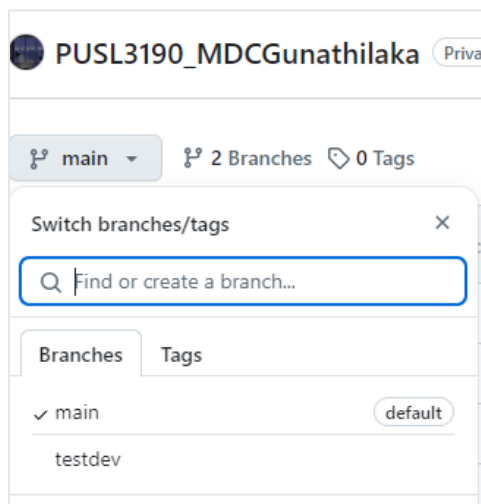 PUSL3190_MDCGunathilaka
main 2 Branches 0 Tags
Switch branches/tags
Find or create a branch...
Branches Tags
main default
testdev